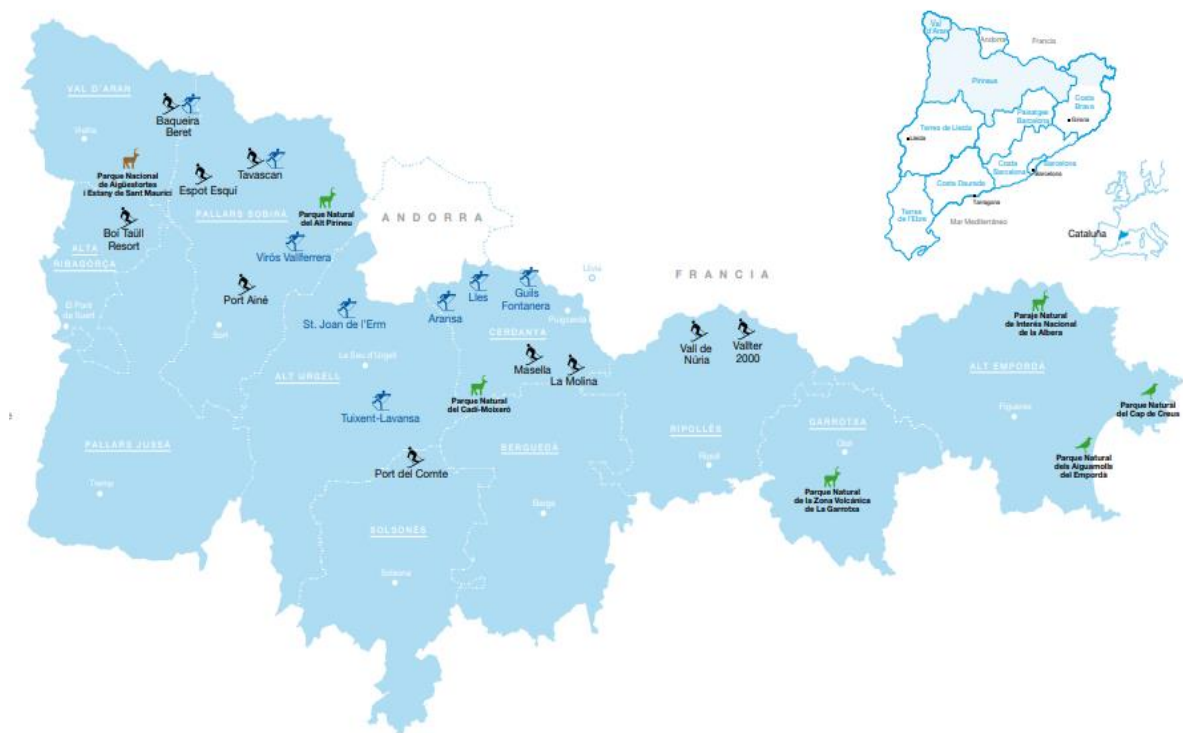 VAL D'ARAN
Vielha
Baqueira
Beret
Parque Nacional
de Aigüestortes
i Estany de Sant Maurici
Espot Esquí
Tavascan
PALLARS SOBIRÀ
Parque Natural
del Alt Pirineu
Boí Taüll
Resort
ALTA
RIBAGORÇA
El Pont
de Suert
Virós Vallferrera
Port Ainé
Sort
PALLARS JUSSÀ
Tremp
ANDORRA
St. Joan de l'Erm
La Seu d'Urgell
ALT URGELL
Tuixent-Lavansa
Port del Comte
Aransa
Lles
Guils
Fontanera
Llívia
Puigcerdà
CERDANYA
Masella
La Molina
Parque Natural
del Cadí-Moixeró
BERGUEDÀ
Berga
SOLSONÈS
Solsona
FRANCIA
Vall de
Núria
Vallter
2000
RIPOLLÈS
Ripoll
GARROTXA
Olot
Parque Natural
de la Zona Volcánica
de La Garrotxa
Paraje Natural
de Interés Nacional
de la Albera
ALT EMPORDÀ
Figueres
Parque Natural
del Cap de Creus
Parque Natural
dels Aiguamolls
del Empordà
Val
d'Aran
Andorra
Francia
Pirineus
Costa
Brava
Girona
Paisatges
Barcelona
Terres de Lleida
Lleida
Costa
Barcelona
Barcelona
Barcelona
Costa Daurada
Tarragona
Terres
de l'Ebre
Mar Mediterráneo
Cataluña